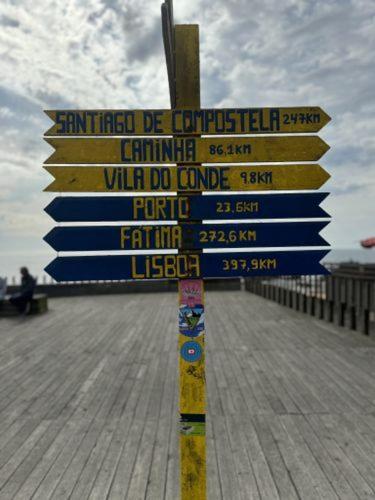 SANTIAGO DE COMPOSTELA 247KM
CAMINHA 86,1KM
VILA DO CONDE 9.8KM
PORTO 23,6KM
FÁTIMA 272,6KM
LISBOA 397,9KM